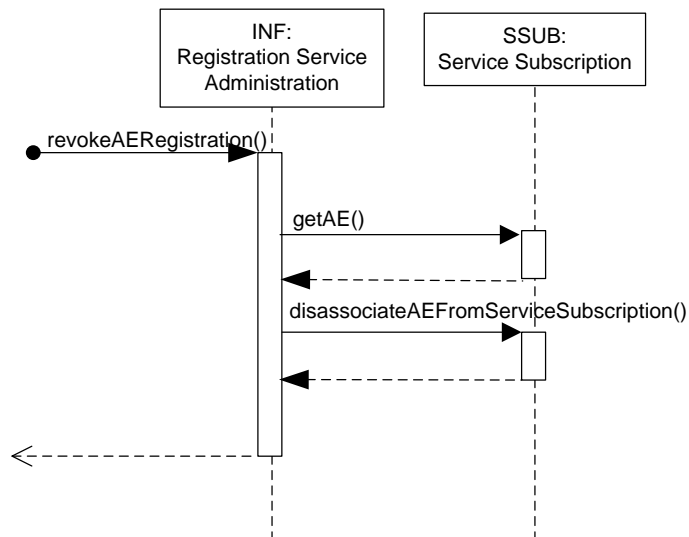 INF:
Registration Service
Administration
SSUB:
Service Subscription
revokeAERegistration()
getAE()
disassociateAEFromServiceSubscription()